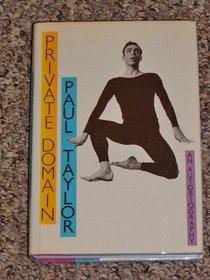 PRIVATE DOMAIN
PAUL TAYLOR
AN AUTOBIOGRAPHY